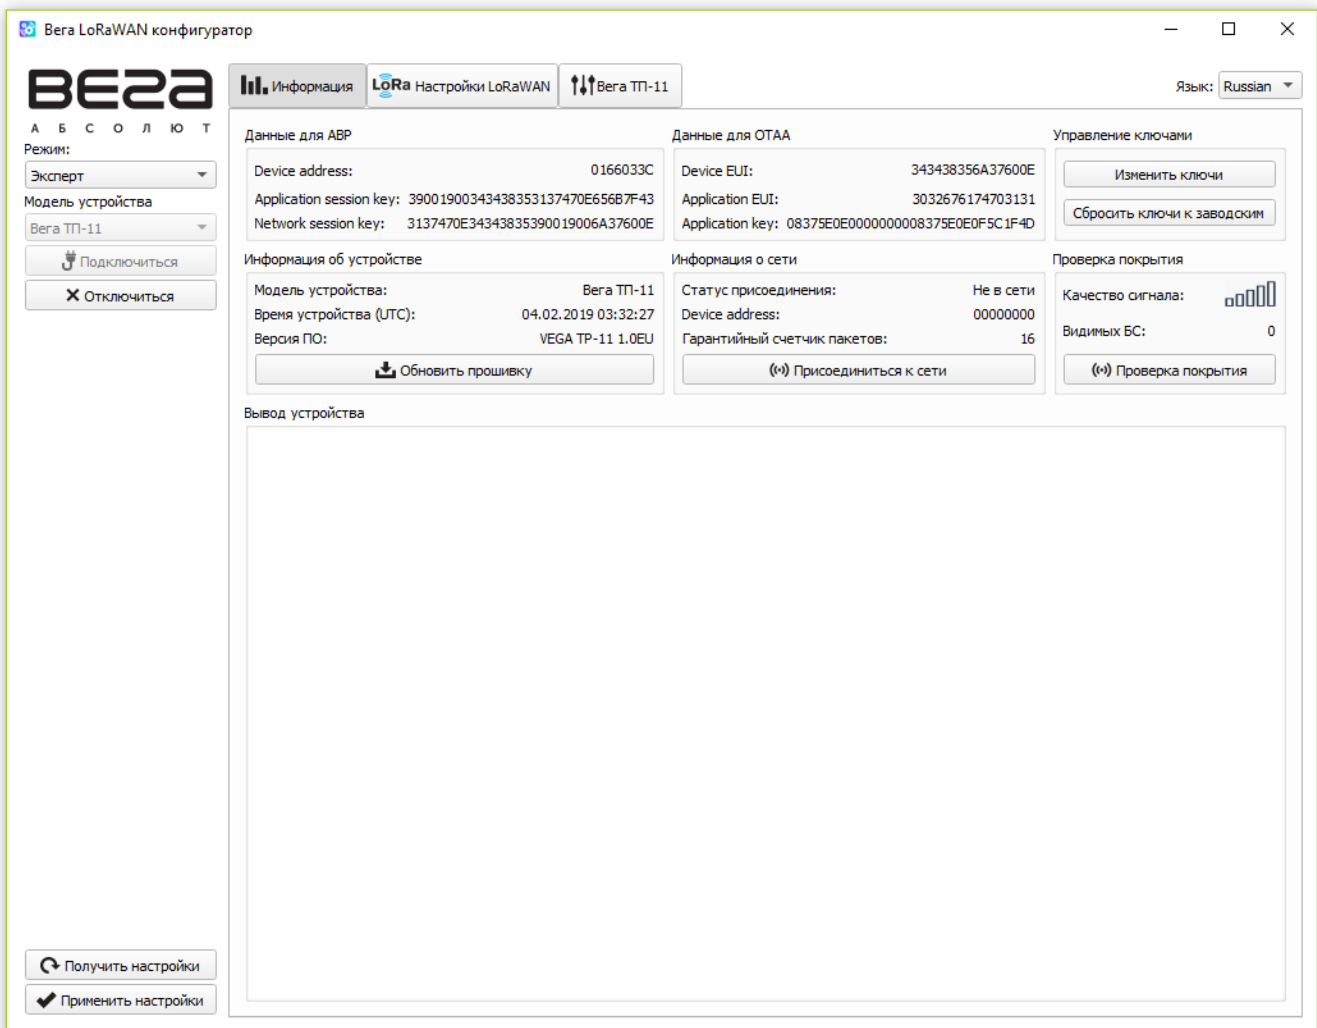 Вега LoRaWAN конфигуратор
ВЕГА
АБСОЛЮТ
Режим:
Эксперт
Модель устройства
Вега ТП-11
Подключиться
Отключиться
Получить настройки
Применить настройки
Информация
LoRa Настройки LoRaWAN
Вега ТП-11
Язык: Russian
Данные для ABP
Device address: 0166033C
Application session key: 39001900343438353137470E656B7F43
Network session key: 3137470E34343835390019006A37600E
Данные для OTAA
Device EUI: 343438356A37600E
Application EUI: 3032676174703131
Application key: 08375E0E0000000008375E0E0F5C1F4D
Управление ключами
Изменить ключи
Сбросить ключи к заводским
Информация об устройстве
Модель устройства: Вега ТП-11
Время устройства (UTC): 04.02.2019 03:32:27
Версия ПО: VEGA TP-11 1.0EU
Обновить прошивку
Информация о сети
Статус присоединения: Не в сети
Device address: 00000000
Гарантийный счетчик пакетов: 16
Присоединиться к сети
Проверка покрытия
Качество сигнала:
Видимых БС: 0
Проверка покрытия
Вывод устройства